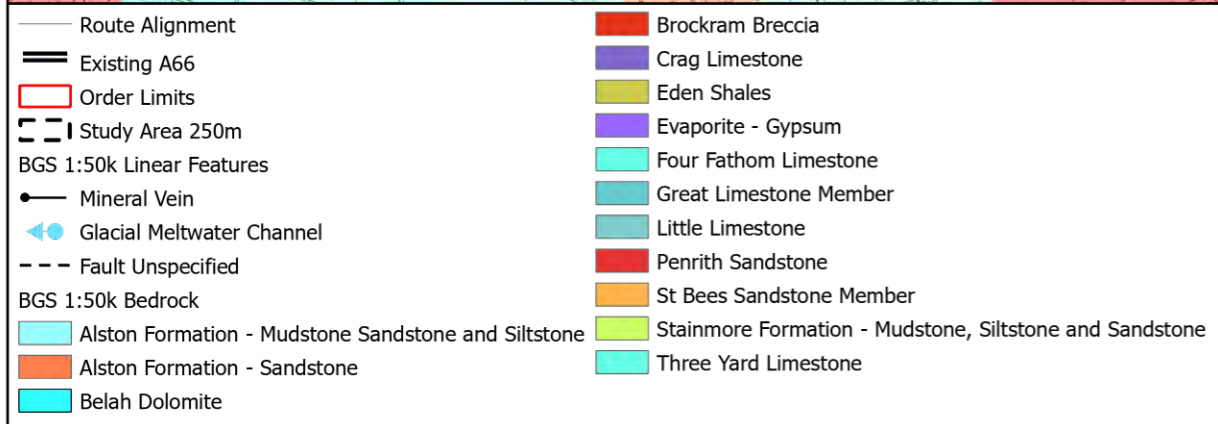 Route Alignment
Existing A66
Order Limits
Study Area 250m
BGS 1:50k Linear Features
Mineral Vein
Glacial Meltwater Channel
Fault Unspecified
BGS 1:50k Bedrock
Alston Formation - Mudstone Sandstone and Siltstone
Alston Formation - Sandstone
Belah Dolomite
Brockram Breccia
Crag Limestone
Eden Shales
Evaporite - Gypsum
Four Fathom Limestone
Great Limestone Member
Little Limestone
Penrith Sandstone
St Bees Sandstone Member
Stainmore Formation - Mudstone, Siltstone and Sandstone
Three Yard Limestone